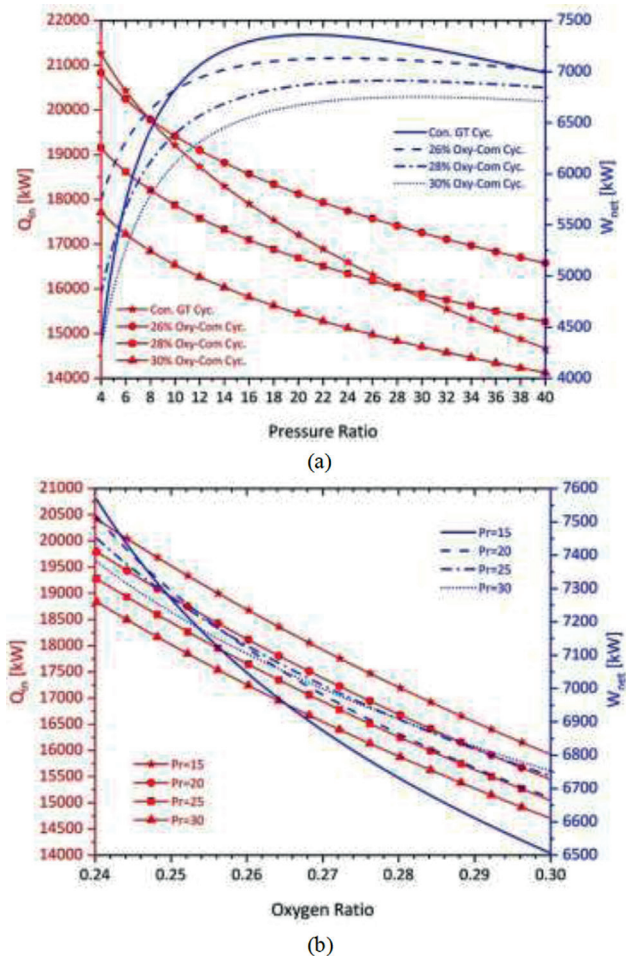 22000
21000
20000
19000
18000
17000
16000
15000
14000
Q_in [kW]
7500
7000
6500
6000
5500
5000
4500
4000
W_net [kW]
Con. GT Cyc.
26% Oxy-Com Cyc.
28% Oxy-Com Cyc.
30% Oxy-Com Cyc.
Con. GT Cyc.
26% Oxy-Com Cyc.
28% Oxy-Com Cyc.
30% Oxy-Com Cyc.
4 6 8 10 12 14 16 18 20 22 24 26 28 30 32 34 36 38 40
Pressure Ratio
(a)
21000
20500
20000
19500
19000
18500
18000
17500
17000
16500
16000
15500
15000
14500
14000
Q_in [kW]
7600
7500
7400
7300
7200
7100
7000
6900
6800
6700
6600
6500
W_net [kW]
Pr=15
Pr=20
Pr=25
Pr=30
Pr=15
Pr=20
Pr=25
Pr=30
0.24 0.25 0.26 0.27 0.28 0.29 0.30
Oxygen Ratio
(b)